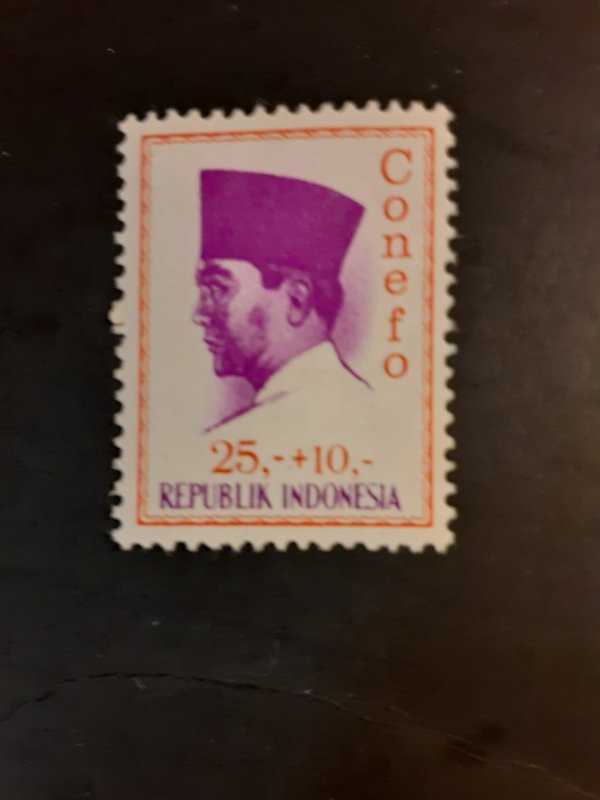 Conefo
25,-+10,-
REPUBLIK INDONESIA